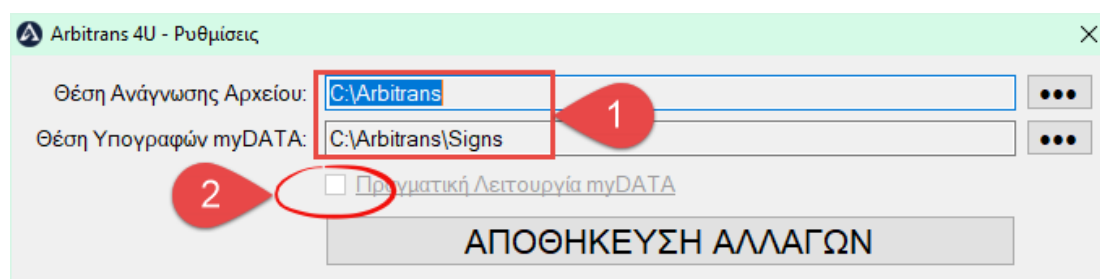 Arbitrans 4U - Ρυθμίσεις
Θέση Ανάγνωσης Αρχείου: C:\Arbitrans
1
Θέση Υπογραφών myDATA: C:\Arbitrans\Signs
2 Πραγματική Λειτουργία myDATA
ΑΠΟΘΗΚΕΥΣΗ ΑΛΛΑΓΩΝ